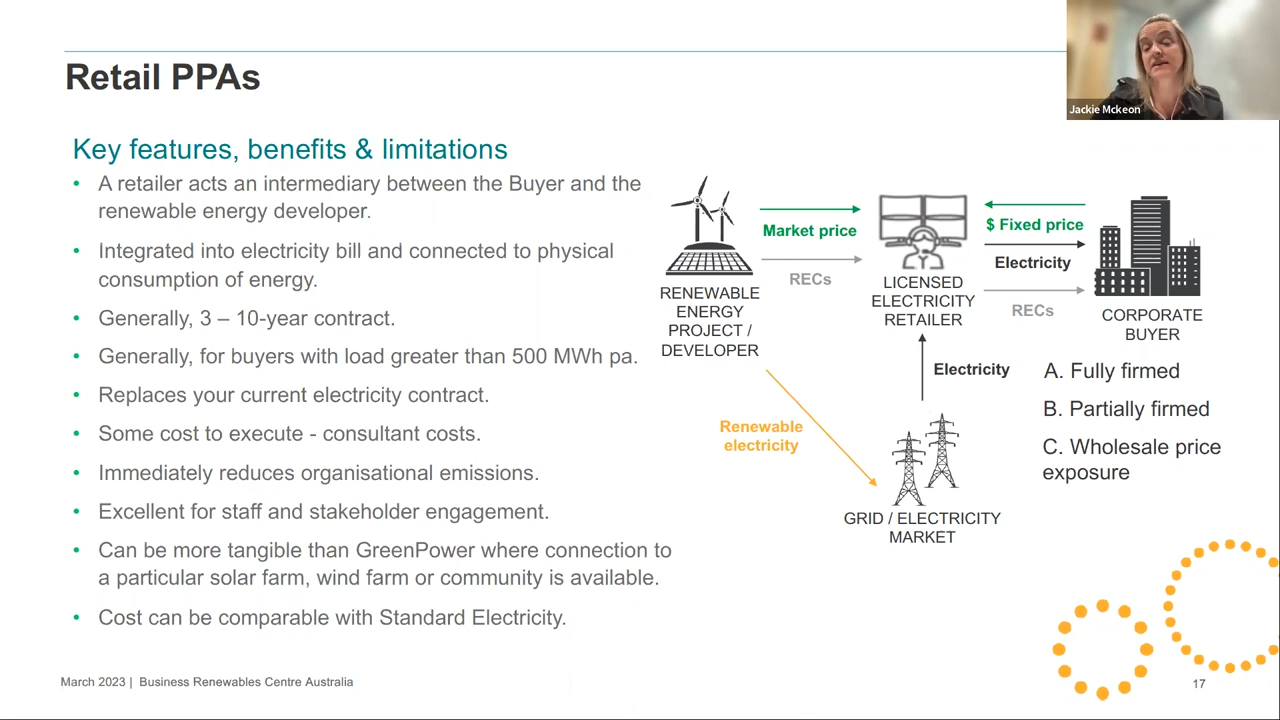 Retail PPAs
Jackie Mckeon
Key features, benefits & limitations
• A retailer acts an intermediary between the Buyer and the
renewable energy developer.
• Integrated into electricity bill and connected to physical
consumption of energy.
• Generally, 3 – 10-year contract.
• Generally, for buyers with load greater than 500 MWh pa.
• Replaces your current electricity contract.
• Some cost to execute - consultant costs.
• Immediately reduces organisational emissions.
• Excellent for staff and stakeholder engagement.
• Can be more tangible than GreenPower where connection to
a particular solar farm, wind farm or community is available.
• Cost can be comparable with Standard Electricity.
Market price
RECs
RENEWABLE
ENERGY
PROJECT /
DEVELOPER
LICENSED
ELECTRICITY
RETAILER
$ Fixed price
Electricity
RECs
CORPORATE
BUYER
Electricity
Renewable
electricity
GRID / ELECTRICITY
MARKET
A. Fully firmed
B. Partially firmed
C. Wholesale price
exposure
March 2023 | Business Renewables Centre Australia
17